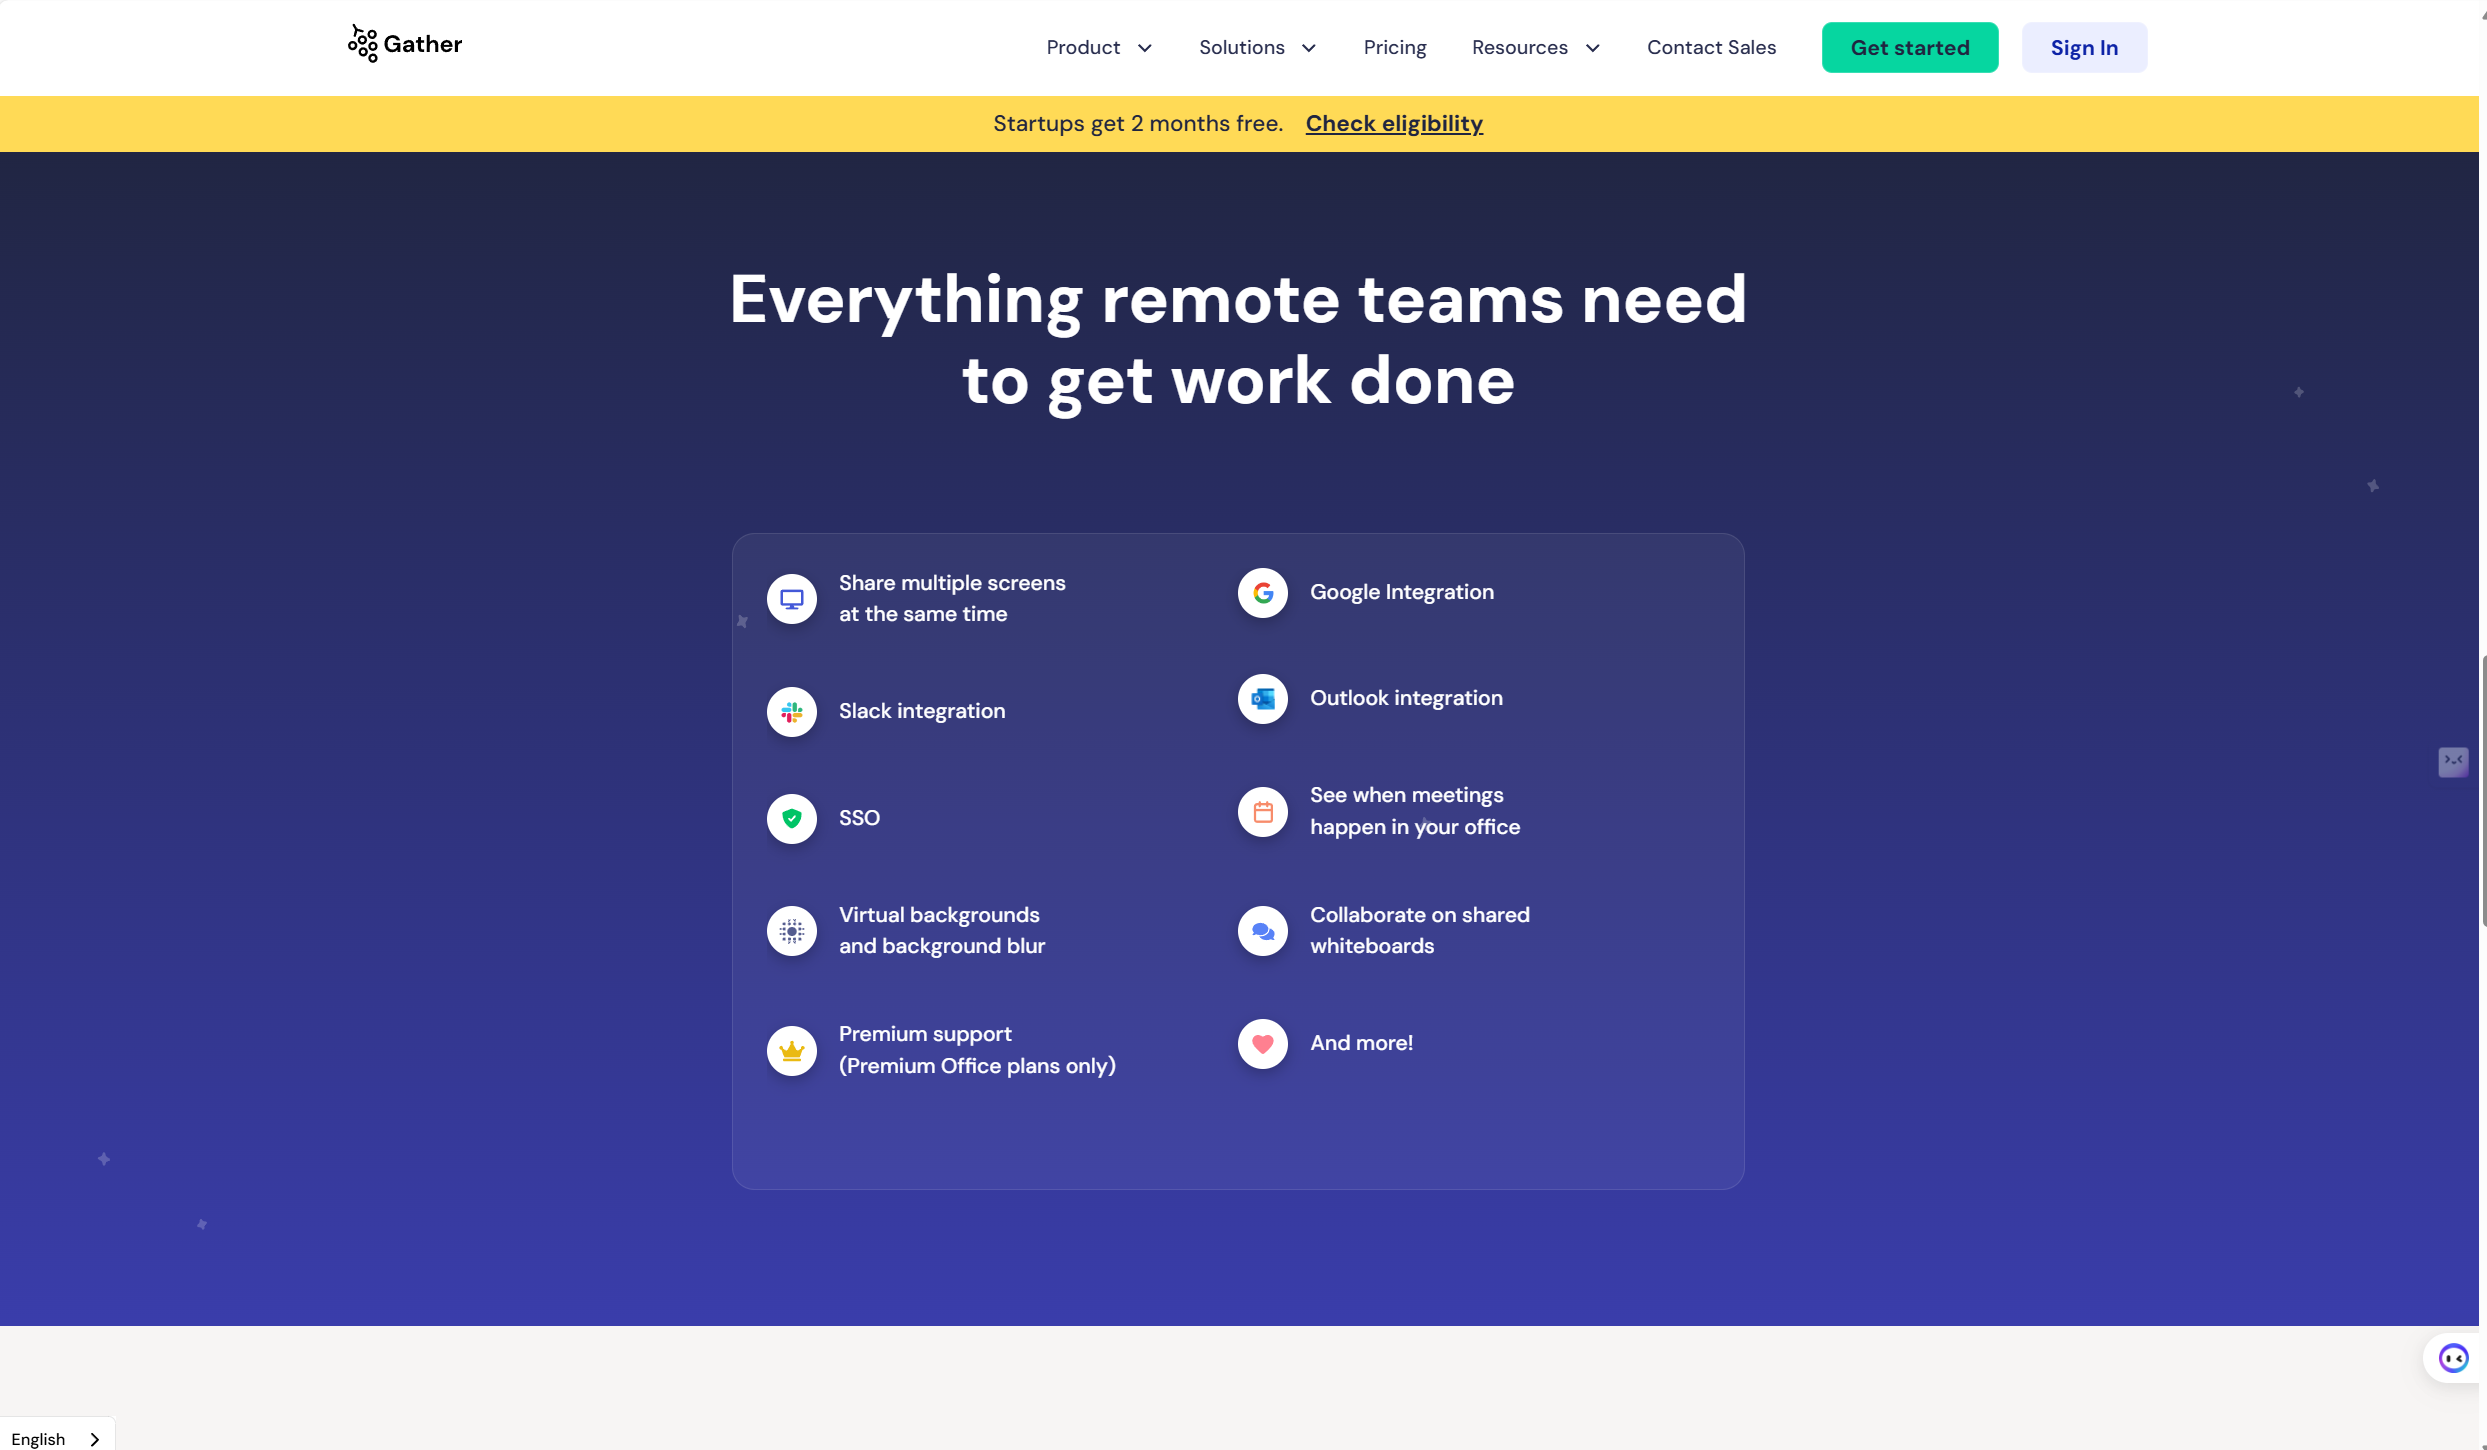 Gather
Product
Solutions
Pricing
Resources
Contact Sales
Get started
Sign In
Startups get 2 months free. Check eligibility
Everything remote teams need
to get work done
Share multiple screens
at the same time
Slack integration
SSO
Virtual backgrounds
and background blur
Premium support
(Premium Office plans only)
Google Integration
Outlook integration
See when meetings
happen in your office
Collaborate on shared
whiteboards
And more!
English